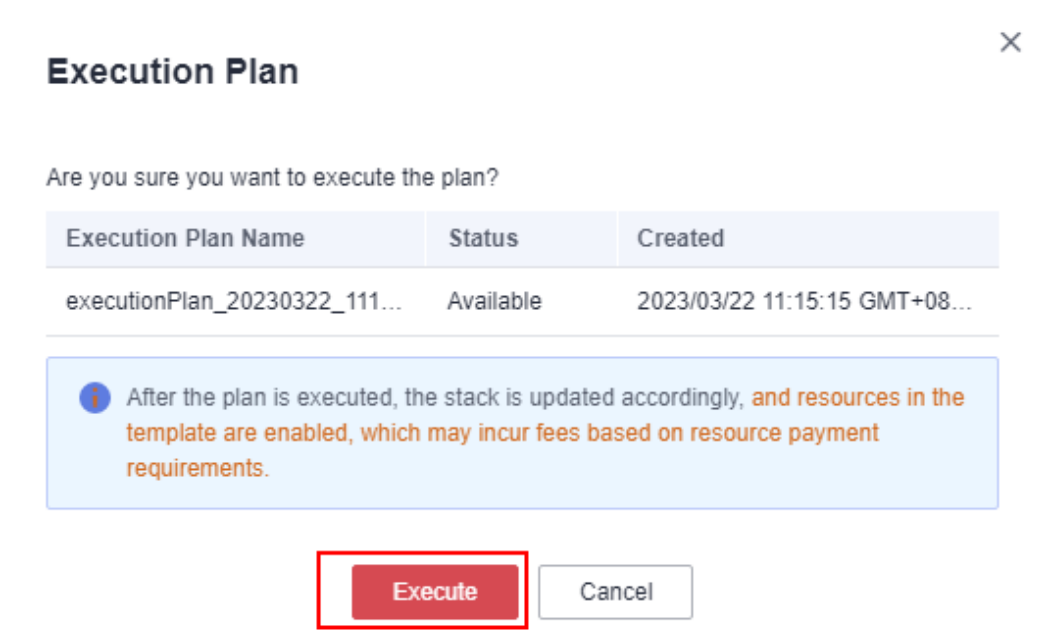 Execution Plan
Are you sure you want to execute the plan?
Execution Plan Name Status Created
executionPlan_20230322_111... Available 2023/03/22 11:15:15 GMT+08...
After the plan is executed, the stack is updated accordingly, and resources in the
template are enabled, which may incur fees based on resource payment
requirements.
Execute Cancel